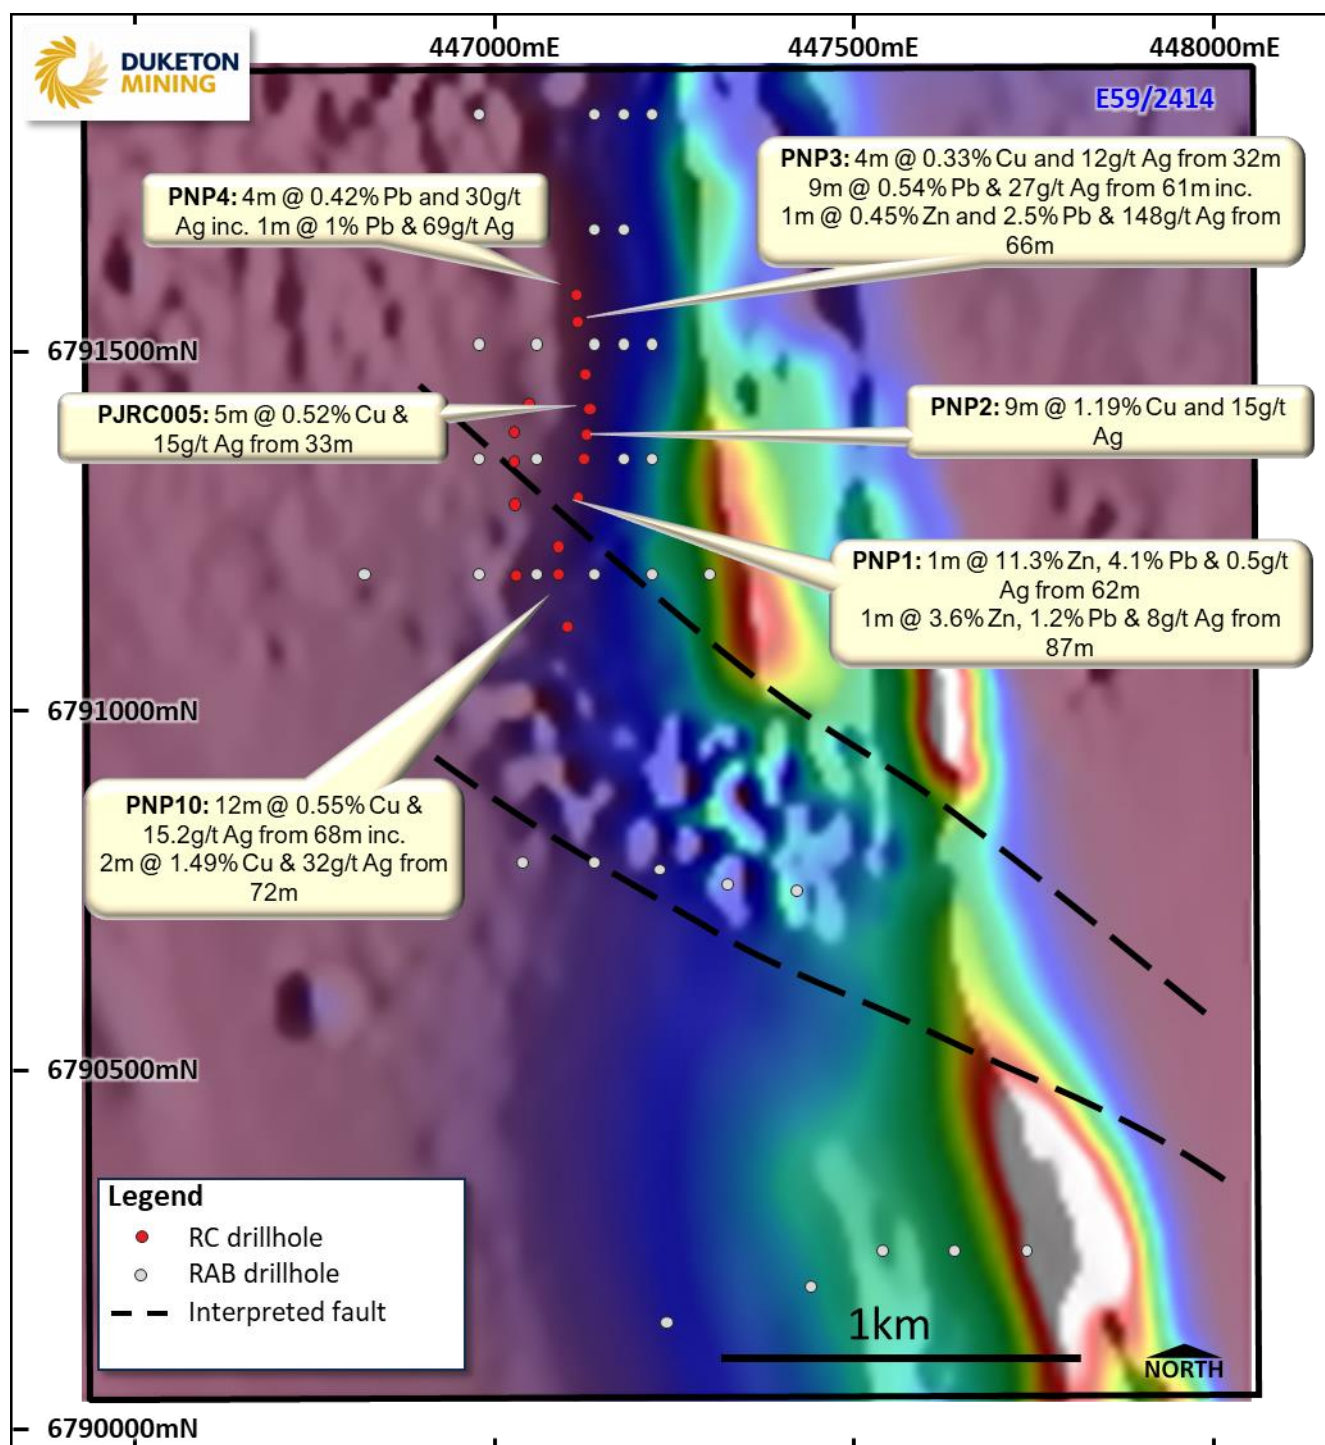 447000mE
447500mE
448000mE
DUKETON
MINING
E59/2414
PNP3: 4m @ 0.33% Cu and 12g/t Ag from 32m
9m @ 0.54% Pb & 27g/t Ag from 61m inc.
1m @ 0.45% Zn and 2.5% Pb & 148g/t Ag from
66m
PNP4: 4m @ 0.42% Pb and 30g/t
Ag inc. 1m @ 1% Pb & 69g/t Ag
6791500mN
PJRC005: 5m @ 0.52% Cu &
15g/t Ag from 33m
PNP2: 9m @ 1.19% Cu and 15g/t
Ag
PNP1: 1m @ 11.3% Zn, 4.1% Pb & 0.5g/t
Ag from 62m
1m @ 3.6% Zn, 1.2% Pb & 8g/t Ag from
87m
6791000mN
PNP10: 12m @ 0.55% Cu &
15.2g/t Ag from 68m inc.
2m @ 1.49% Cu & 32g/t Ag from
72m
6790500mN
Legend
RC drillhole
RAB drillhole
Interpreted fault
1km
NORTH
6790000mN